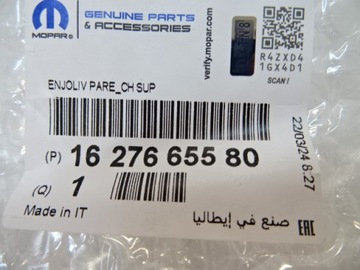 MOPAR
GENUINE PARTS
& ACCESSORIES
verify.mopar.com
R4ZXD4
1GX4D1
SCAN!
ENJOLIV PARE_CH SUP
(P) 16 276 655 80
22/03/24 8:27
(Q) 1
Made in IT
صنع في إيطاليا
EAC